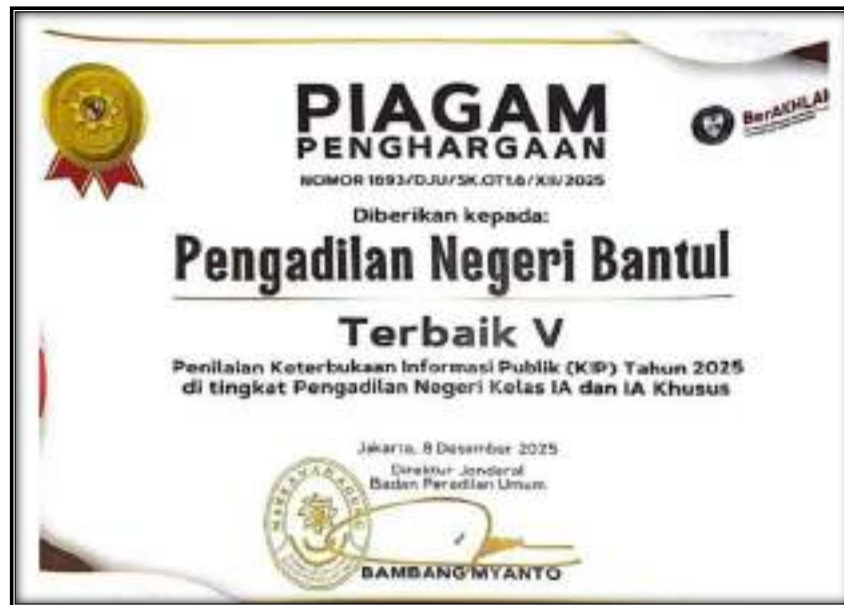 PIAGAM
PENGHARGAAN
NOMOR 1693/DJU/SK.OT1.6/XII/2025
BerAKHLAK
Diberikan kepada:
Pengadilan Negeri Bantul
Terbaik V
Penilaian Keterbukaan Informasi Publik (KIP) Tahun 2025
di tingkat Pengadilan Negeri Kelas IA dan IA Khusus
Jakarta, 8 Desember 2025
Direktur Jenderal
Badan Peradilan Umum
MAHKAMAH AGUNG
BAMBANG MYANTO